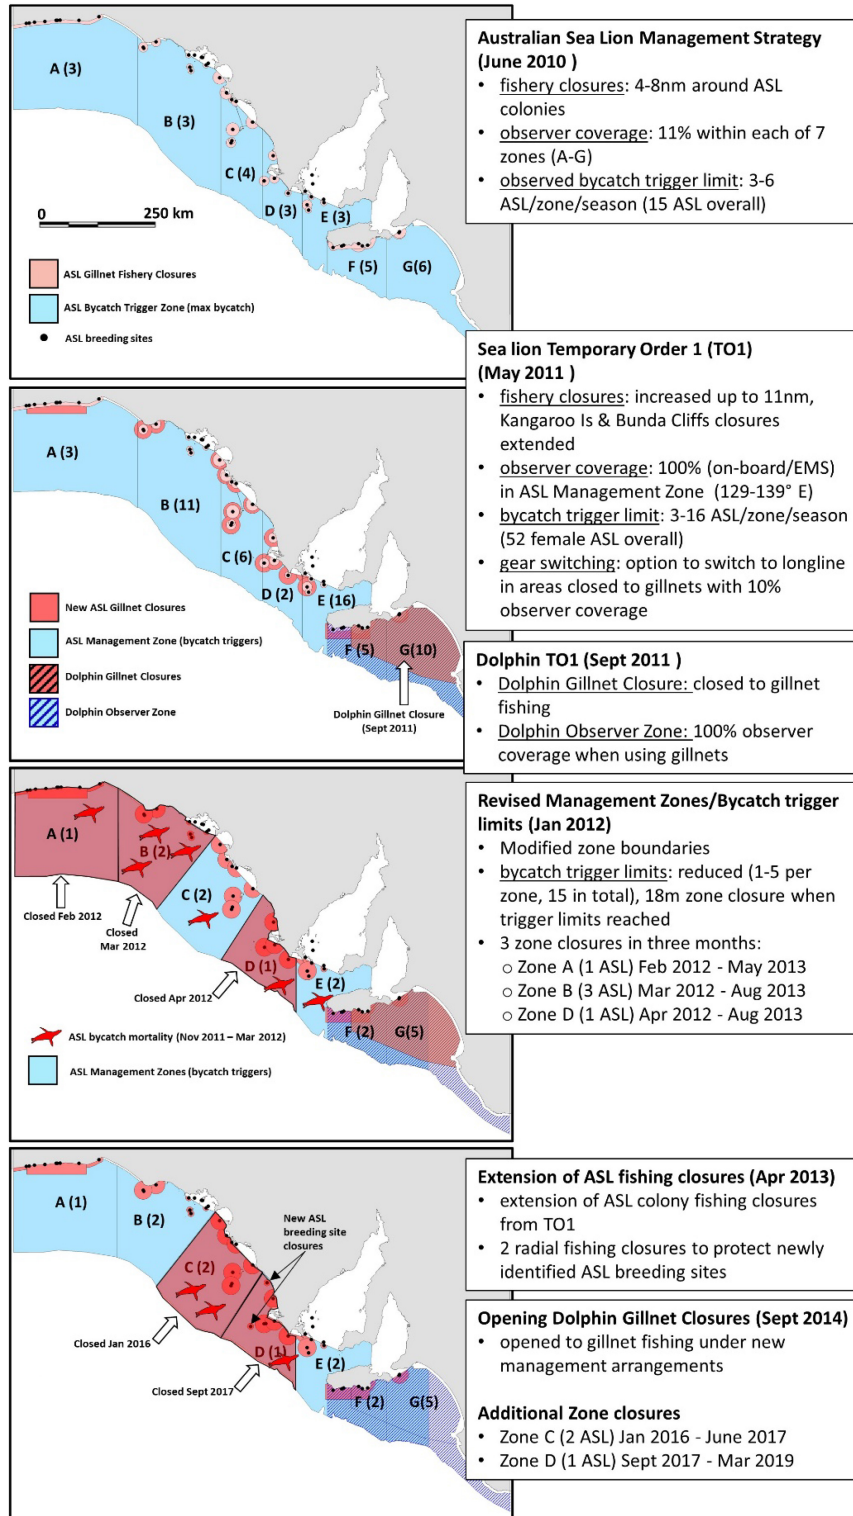 A (3)
B (3)
C (4)
D (3)
E (3)
F (5)
G(6)
0 250 km
ASL Gillnet Fishery Closures
ASL Bycatch Trigger Zone (max bycatch)
ASL breeding sites
Australian Sea Lion Management Strategy
(June 2010 )
• fishery closures: 4-8nm around ASL
colonies
• observer coverage: 11% within each of 7
zones (A-G)
• observed bycatch trigger limit: 3-6
ASL/zone/season (15 ASL overall)
A (3)
B (11)
C (6)
D (2)
E (16)
F (5)
G(10)
New ASL Gillnet Closures
ASL Management Zone (bycatch triggers)
Dolphin Gillnet Closures
Dolphin Observer Zone
Dolphin Gillnet Closure
(Sept 2011)
Sea lion Temporary Order 1 (TO1)
(May 2011 )
• fishery closures: increased up to 11nm,
Kangaroo Is & Bunda Cliffs closures
extended
• observer coverage: 100% (on-board/EMS)
in ASL Management Zone (129-139° E)
• bycatch trigger limit: 3-16 ASL/zone/season
(52 female ASL overall)
• gear switching: option to switch to longline
in areas closed to gillnets with 10%
observer coverage
Dolphin TO1 (Sept 2011 )
• Dolphin Gillnet Closure: closed to gillnet
fishing
• Dolphin Observer Zone: 100% observer
coverage when using gillnets
A (1)
B (2)
C (2)
D (1)
E (2)
F (2)
G(5)
Closed Feb 2012
Closed
Mar 2012
Closed Apr 2012
ASL bycatch mortality (Nov 2011 – Mar 2012)
ASL Management Zones (bycatch triggers)
Revised Management Zones/Bycatch trigger
limits (Jan 2012)
• Modified zone boundaries
• bycatch trigger limits: reduced (1-5 per
zone, 15 in total), 18m zone closure when
trigger limits reached
• 3 zone closures in three months:
o Zone A (1 ASL) Feb 2012 - May 2013
o Zone B (3 ASL) Mar 2012 - Aug 2013
o Zone D (1 ASL) Apr 2012 - Aug 2013
A (1)
B (2)
New ASL
breeding site
closures
C (2)
D (1)
E (2)
F (2)
G(5)
Closed Jan 2016
Closed Sept 2017
Extension of ASL fishing closures (Apr 2013)
• extension of ASL colony fishing closures
from TO1
• 2 radial fishing closures to protect newly
identified ASL breeding sites
Opening Dolphin Gillnet Closures (Sept 2014)
• opened to gillnet fishing under new
management arrangements
Additional Zone closures
• Zone C (2 ASL) Jan 2016 - June 2017
• Zone D (1 ASL) Sept 2017 - Mar 2019